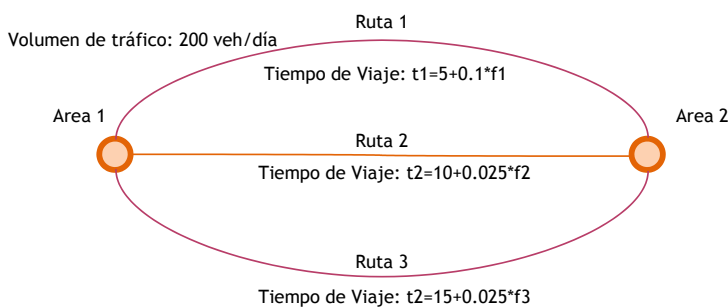 Ruta 1
Volumen de tráfico: 200 veh/día
Tiempo de Viaje: t1=5+0.1*f1
Area 1
Area 2
Ruta 2
Tiempo de Viaje: t2=10+0.025*f2
Ruta 3
Tiempo de Viaje: t2=15+0.025*f3